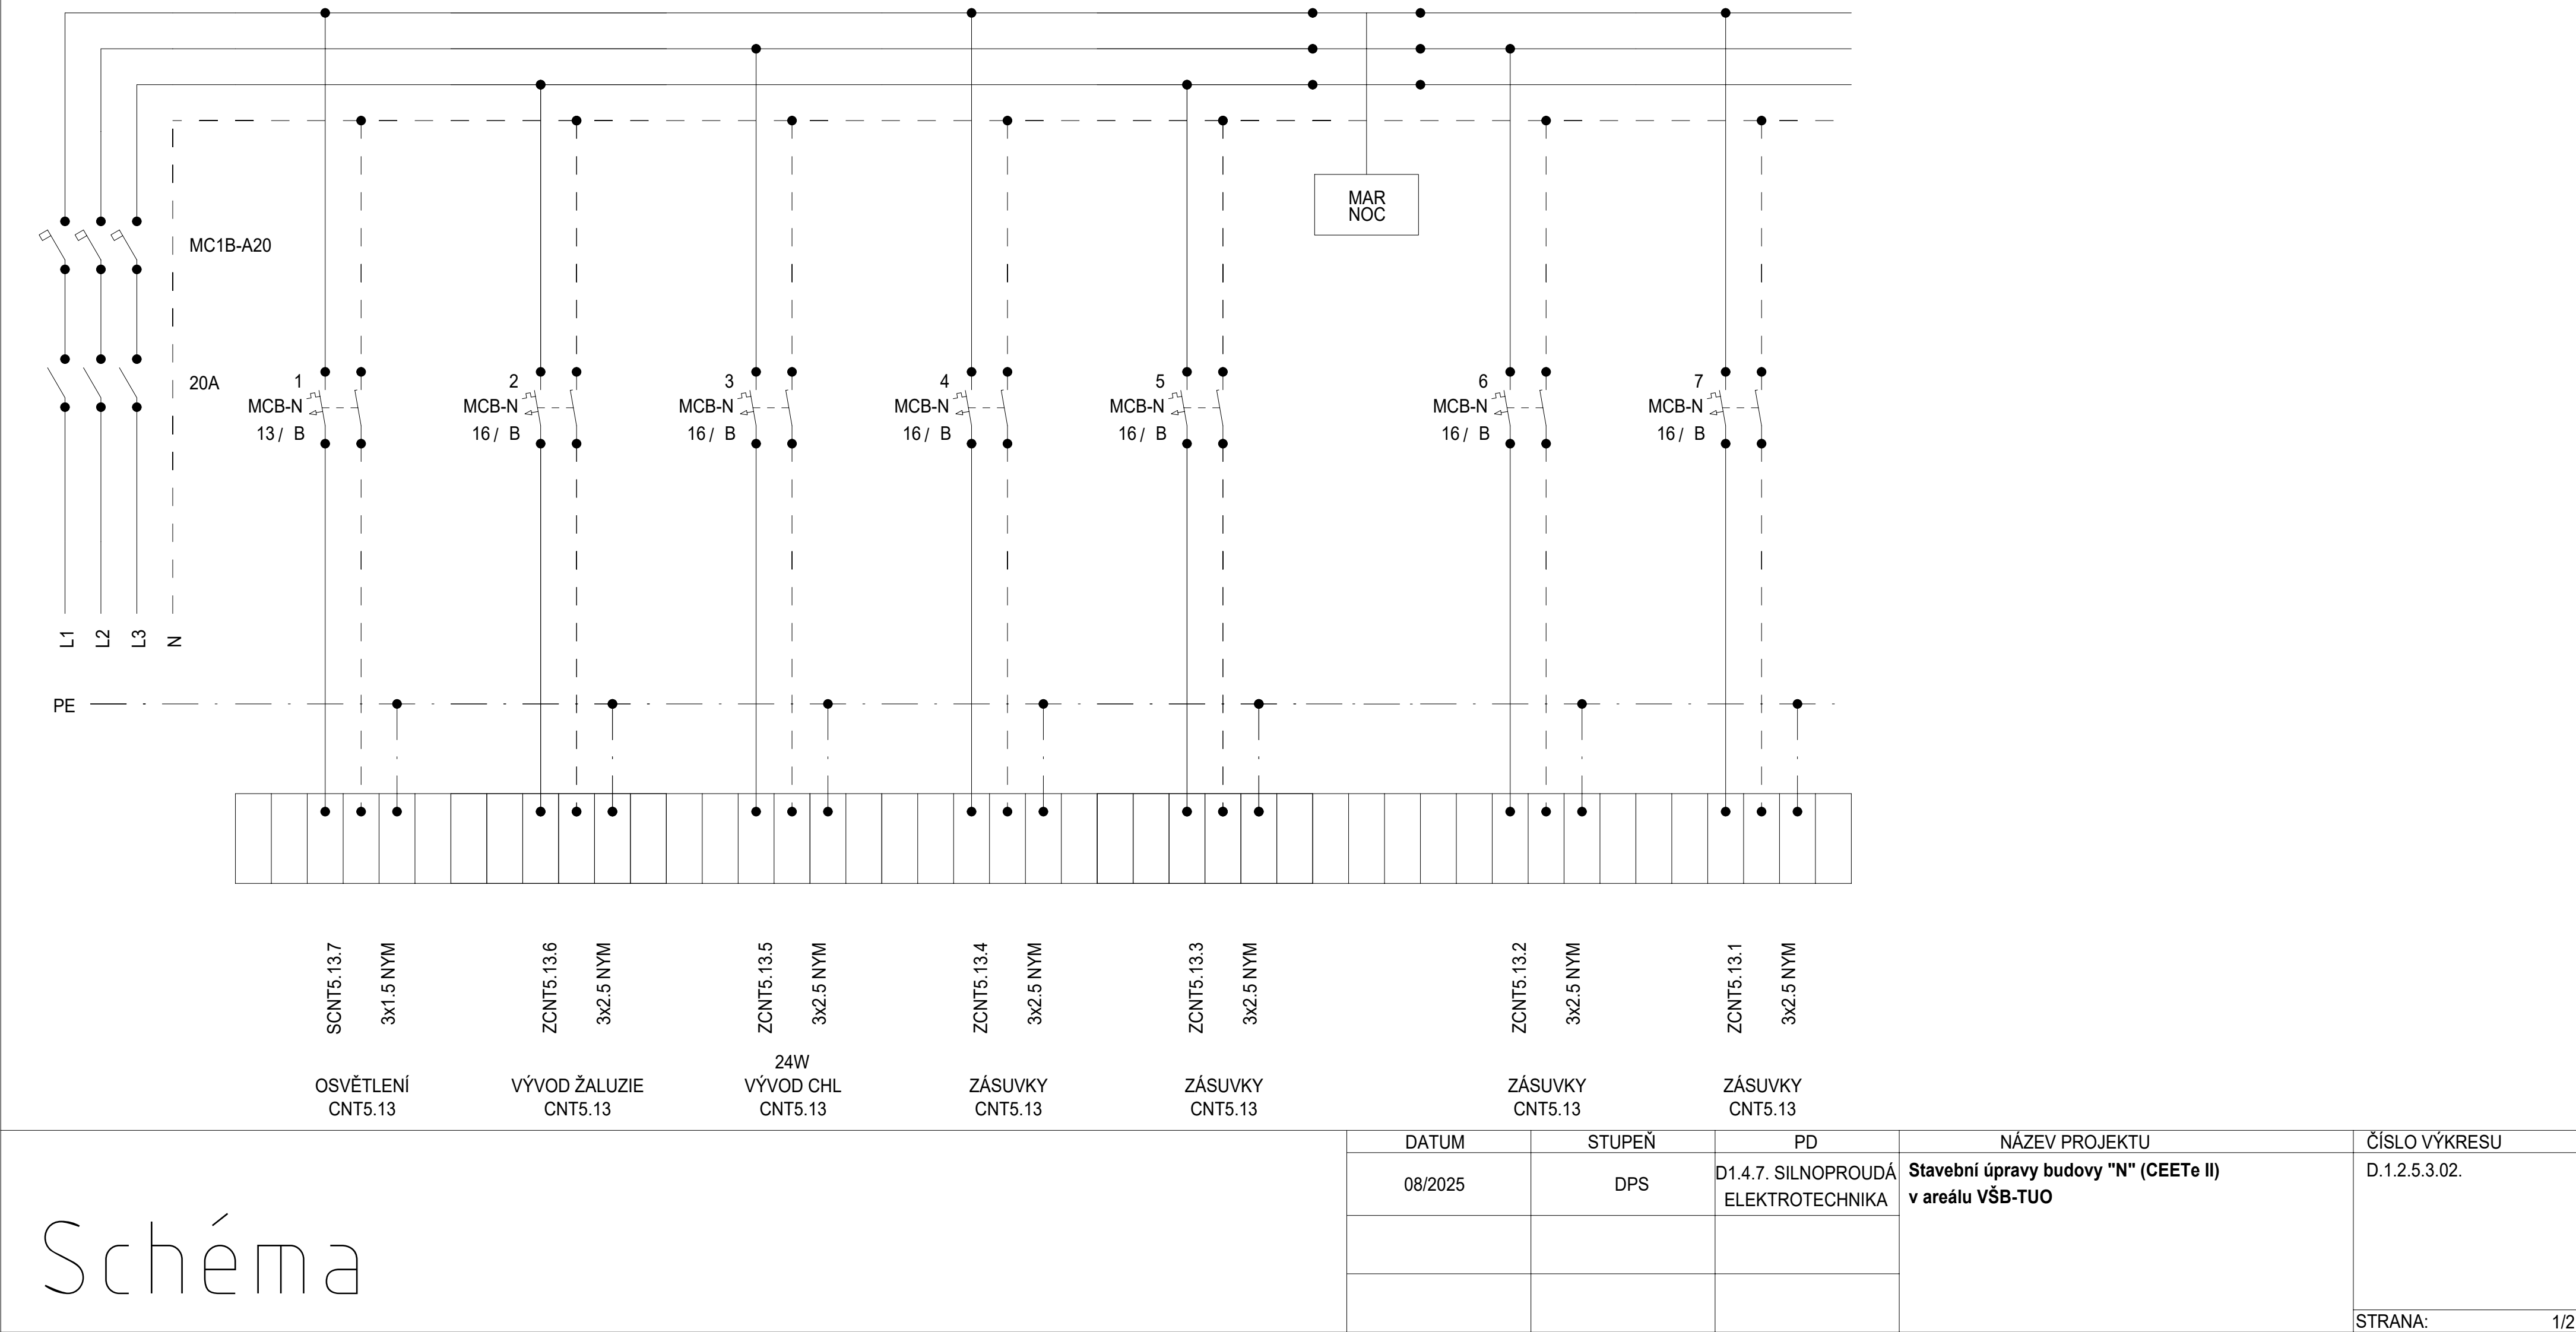 MAR
NOC
MC1B-A20
20A
1
MCB-N
13 / B
2
MCB-N
16 / B
3
MCB-N
16 / B
4
MCB-N
16 / B
5
MCB-N
16 / B
6
MCB-N
16 / B
7
MCB-N
16 / B
L1
L2
L3
N
PE
SCNT5.13.7
3x1.5 NYM
OSVĚTLENÍ
CNT5.13
ZCNT5.13.6
3x2.5 NYM
VÝVOD ŽALUZIE
CNT5.13
ZCNT5.13.5
3x2.5 NYM
24W
VÝVOD CHL
CNT5.13
ZCNT5.13.4
3x2.5 NYM
ZÁSUVKY
CNT5.13
ZCNT5.13.3
3x2.5 NYM
ZÁSUVKY
CNT5.13
ZCNT5.13.2
3x2.5 NYM
ZÁSUVKY
CNT5.13
ZCNT5.13.1
3x2.5 NYM
ZÁSUVKY
CNT5.13
Schéma
DATUM
08/2025
STUPEŇ
DPS
PD
D1.4.7. SILNOPROUDÁ
ELEKTROTECHNIKA
NÁZEV PROJEKTU
Stavební úpravy budovy "N" (CEETe II)
v areálu VŠB-TUO
ČÍSLO VÝKRESU
D.1.2.5.3.02.
STRANA: 1/2